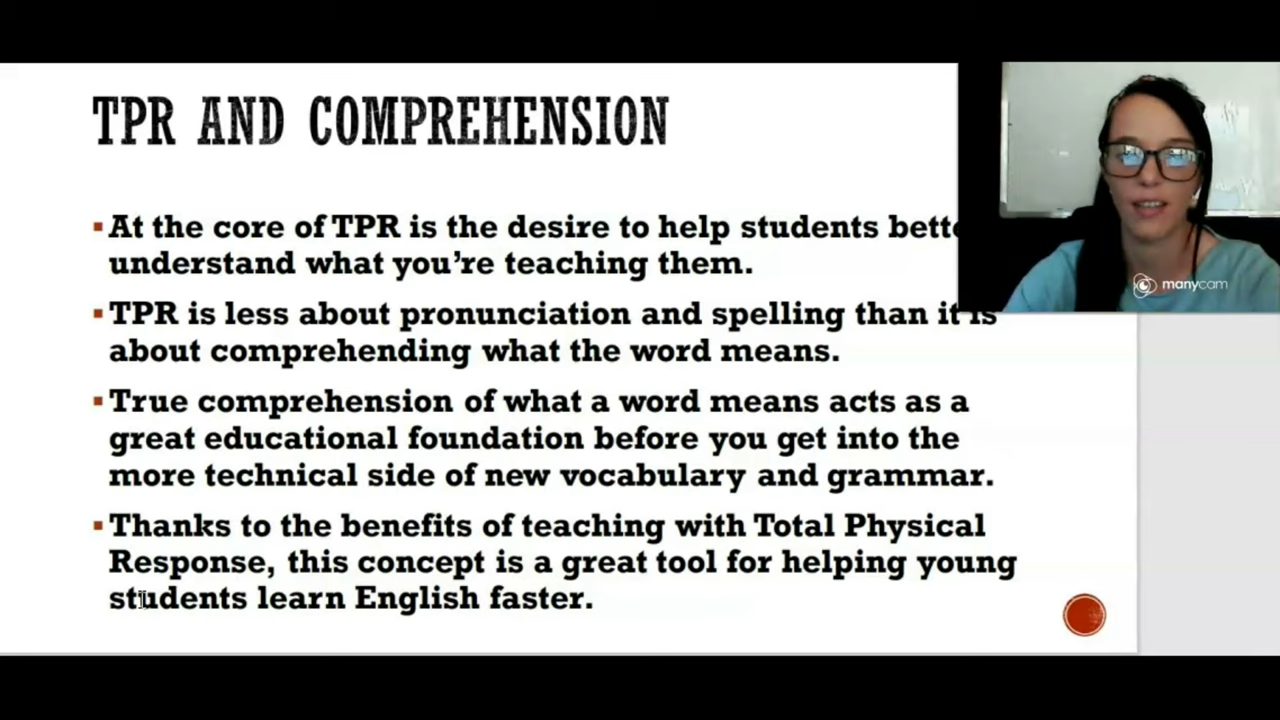 TPR AND COMPREHENSION
At the core of TPR is the desire to help students
understand what you're teaching them.
TPR is less about pronunciation and spelling than it is
about comprehending what the word means.
True comprehension of what a word means acts as a
great educational foundation before you get into the
more technical side of new vocabulary and grammar.
Thanks to the benefits of teaching with Total Physical
Response, this concept is a great tool for helping young
students learn English faster.
manycam